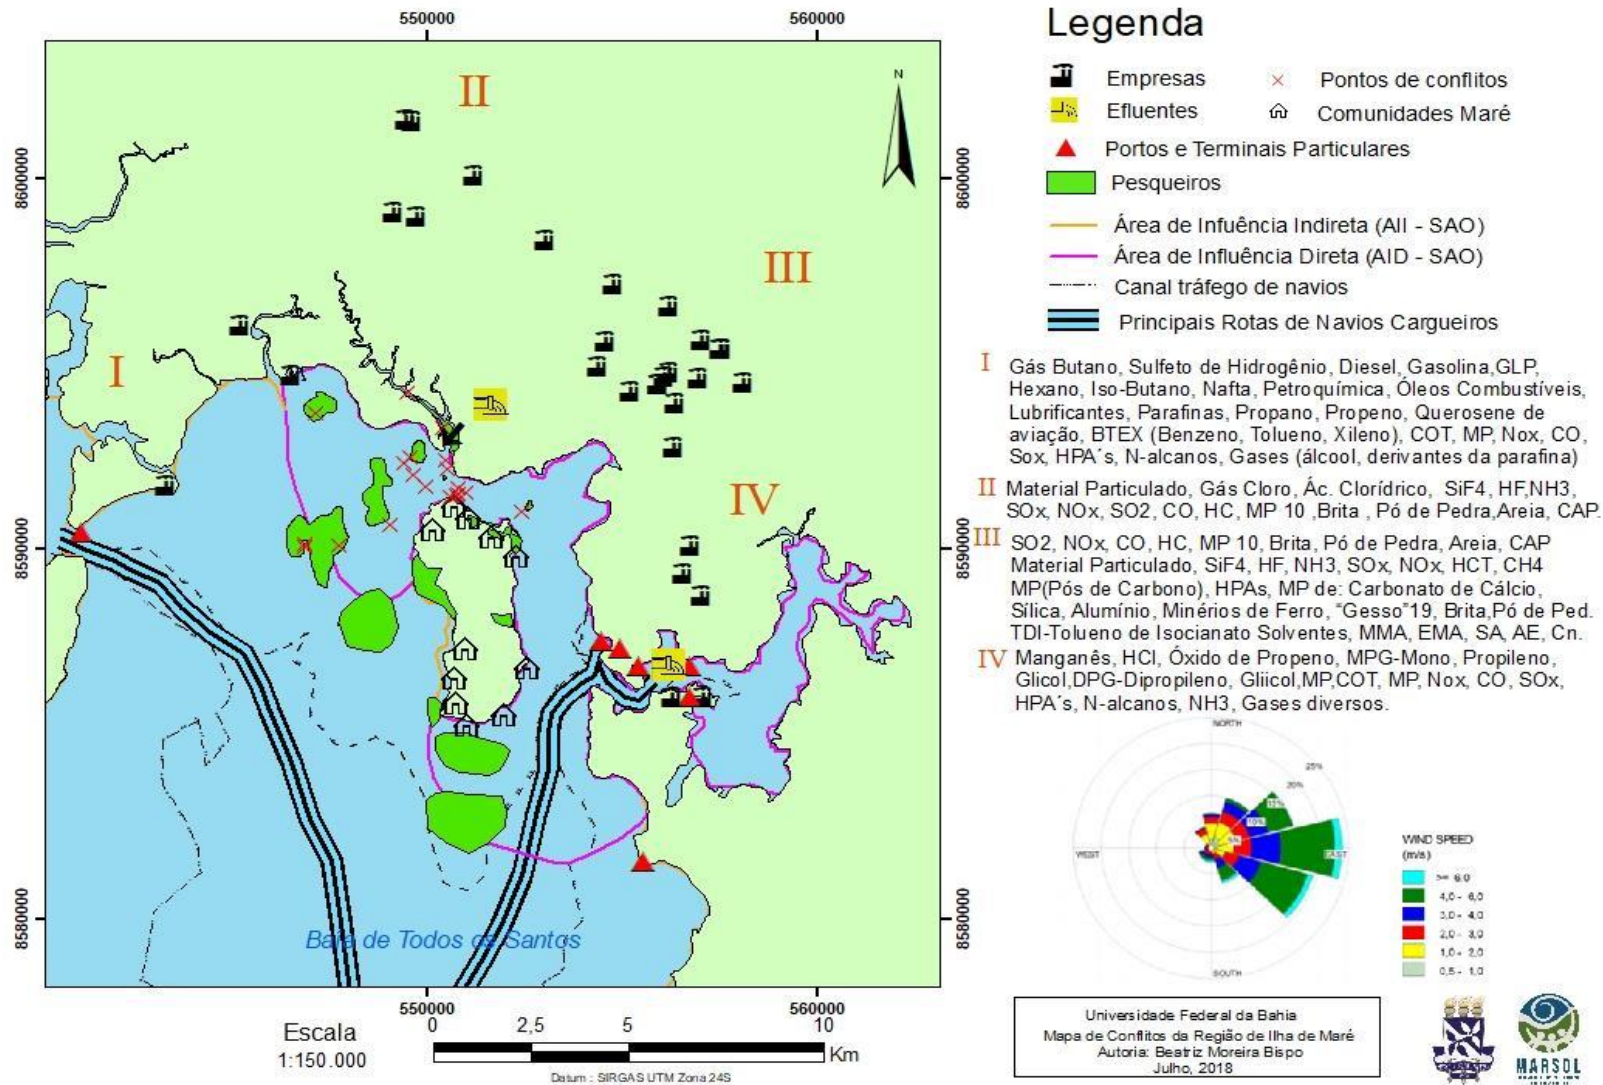 550000
560000
8600000
8590000
8580000
N
II
III
I
IV
Baía de Todos os Santos
8600000
8590000
8580000
550000
560000
Escala
1:150.000
0 2,5 5 10
Km
Datum : SIRGAS UTM Zona 24S
Legenda
Empresas
Pontos de conflitos
Efluentes
Comunidades Maré
Portos e Terminais Particulares
Pesqueiros
Área de Infuência Indireta (AII - SAO)
Área de Influência Direta (AID - SAO)
Canal tráfego de navios
Principais Rotas de Navios Cargueiros
I Gás Butano, Sulfeto de Hidrogênio, Diesel, Gasolina,GLP,
Hexano, Iso-Butano, Nafta, Petroquímica, Óleos Combustíveis,
Lubrificantes, Parafinas, Propano, Propeno, Querosene de
aviação, BTEX (Benzeno, Tolueno, Xileno), COT, MP, Nox, CO,
Sox, HPA´s, N-alcanos, Gases (álcool, derivantes da parafina)
II Material Particulado, Gás Cloro, Ác. Clorídrico, SiF4, HF,NH3,
SOx, NOx, SO2, CO, HC, MP 10 ,Brita , Pó de Pedra,Areia, CAP.
III SO2, NOx, CO, HC, MP 10, Brita, Pó de Pedra, Areia, CAP
Material Particulado, SiF4, HF, NH3, SOx, NOx, HCT, CH4
MP(Pós de Carbono), HPAs, MP de: Carbonato de Cálcio,
Sílica, Alumínio, Minérios de Ferro, “Gesso”19, Brita,Pó de Ped.
TDI-Tolueno de Isocianato Solventes, MMA, EMA, SA, AE, Cn.
IV Manganês, HCl, Óxido de Propeno, MPG-Mono, Propileno,
Glicol,DPG-Dipropileno, Gliicol,MP,COT, MP, Nox, CO, SOx,
HPA´s, N-alcanos, NH3, Gases diversos.
NORTH
25%
20%
15%
10%
5%
WEST
EAST
SOUTH
WIND SPEED
(m/s)
>= 6,0
4,0 - 6,0
3,0 - 4,0
2,0 - 3,0
1,0 - 2,0
0,5 - 1,0
Universidade Federal da Bahia
Mapa de Conflitos da Região de Ilha de Maré
Autoria: Beatriz Moreira Bispo
Julho, 2018
MARSOL